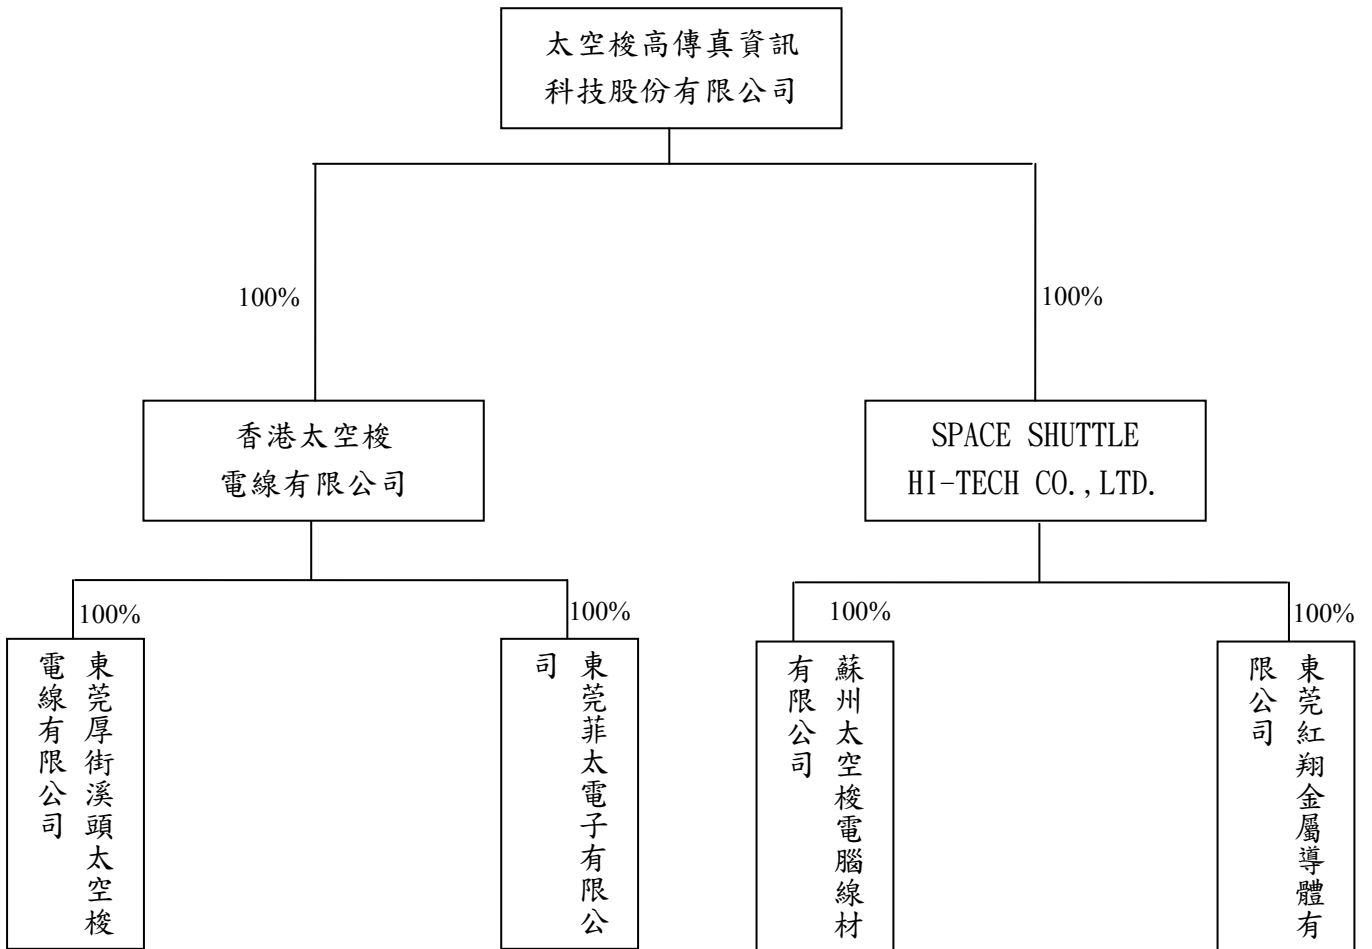 太空梭高傳真資訊
科技股份有限公司
100%
100%
香港太空梭
電線有限公司
SPACE SHUTTLE
HI-TECH CO.,LTD.
100%
100%
100%
100%
東莞厚街溪頭太空梭
電線有限公司
東莞菲太電子有限公
司
蘇州太空梭電腦線材
有限公司
東莞紅翔金屬導體有
限公司